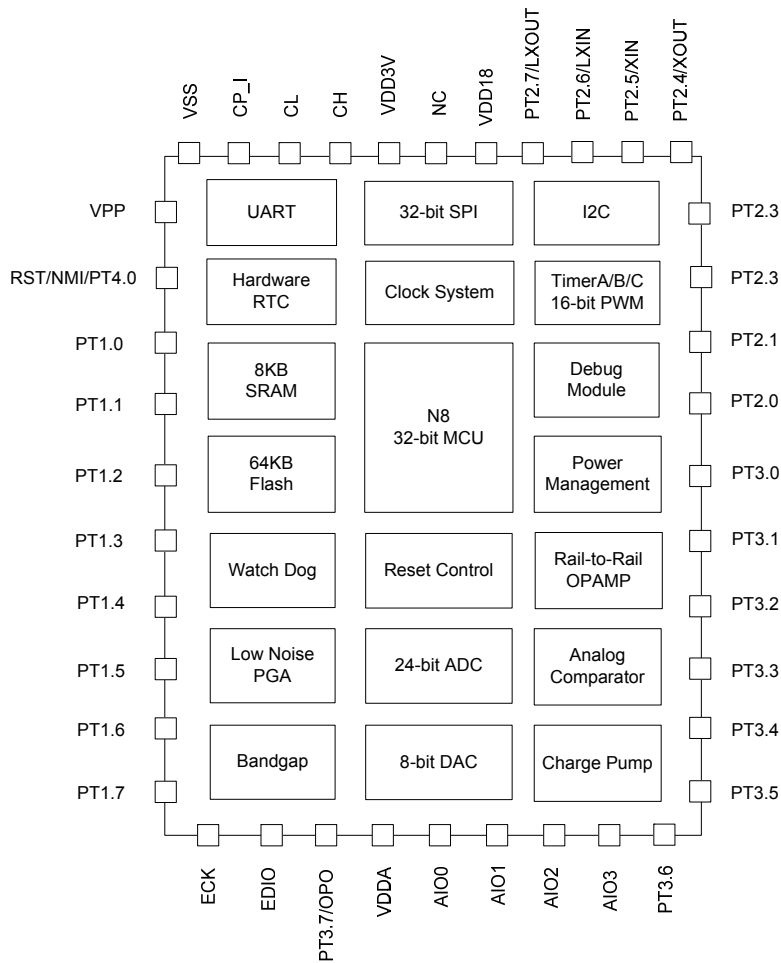 VSS
CP_I
CL
CH
VDD3V
NC
VDD18
PT2.7/LXOUT
PT2.6/LXIN
PT2.5/XIN
PT2.4/XOUT
VPP
RST/NMI/PT4.0
PT1.0
PT1.1
PT1.2
PT1.3
PT1.4
PT1.5
PT1.6
PT1.7
UART
32-bit SPI
I2C
Hardware
RTC
Clock System
TimerA/B/C
16-bit PWM
8KB
SRAM
N8
32-bit MCU
Debug
Module
64KB
Flash
Power
Management
Watch Dog
Reset Control
Rail-to-Rail
OPAMP
Low Noise
PGA
24-bit ADC
Analog
Comparator
Bandgap
8-bit DAC
Charge Pump
PT2.3
PT2.3
PT2.1
PT2.0
PT3.0
PT3.1
PT3.2
PT3.3
PT3.4
PT3.5
ECK
EDIO
PT3.7/OPO
VDDA
AIO0
AIO1
AIO2
AIO3
PT3.6